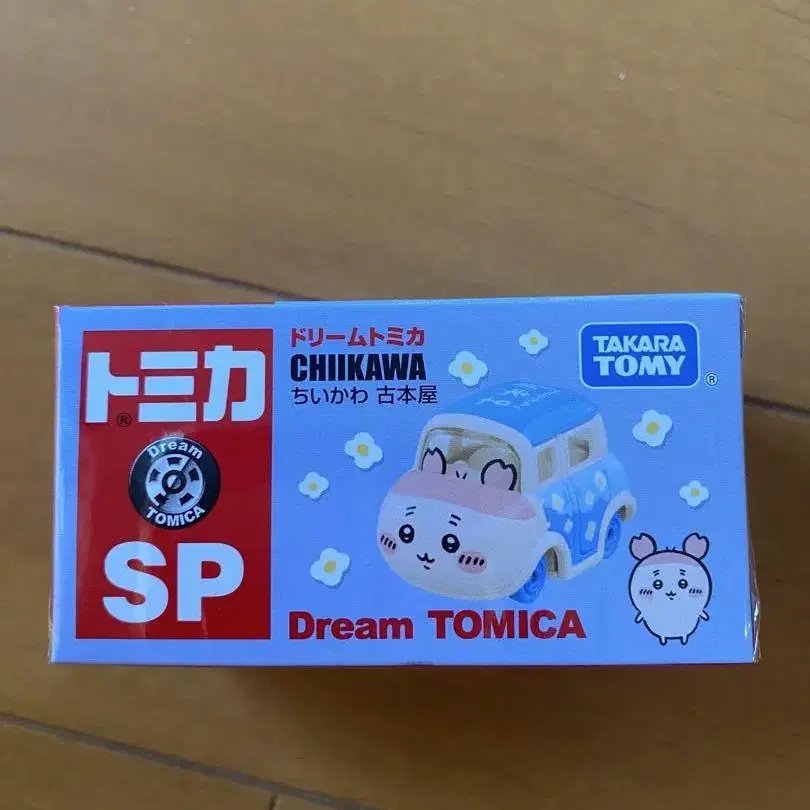 トミカ
®
Dream
TOMICA
SP
ドリームトミカ
CHIIKAWA
ちいかわ 古本屋
TAKARA
TOMY
®
Dream TOMICA